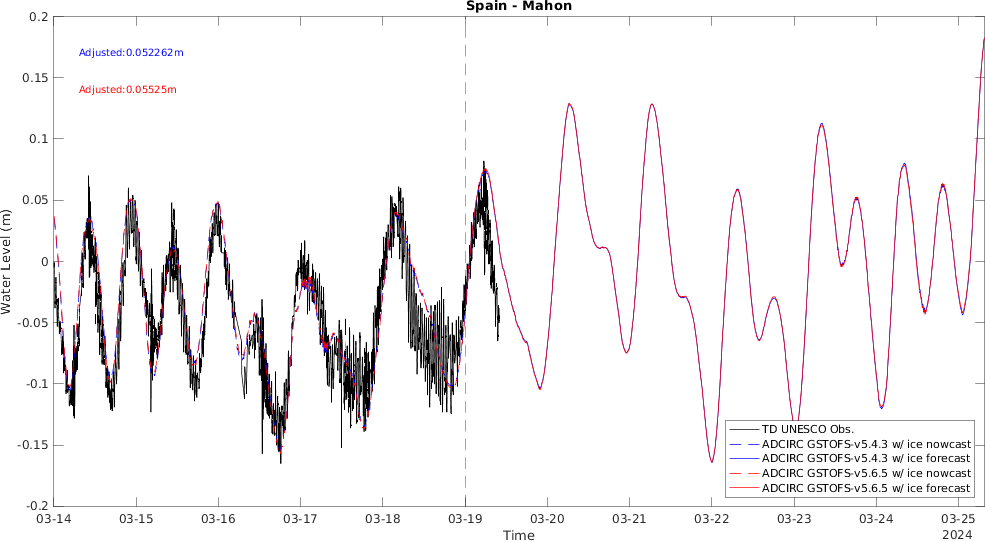 Spain - Mahon
0.2
0.15
0.1
0.05
0
-0.05
-0.1
-0.15
-0.2
Water Level (m)
Adjusted:0.052262m
Adjusted:0.05525m
TD UNESCO Obs.
ADCIRC GSTOFS-v5.4.3 w/ ice nowcast
ADCIRC GSTOFS-v5.4.3 w/ ice forecast
ADCIRC GSTOFS-v5.6.5 w/ ice nowcast
ADCIRC GSTOFS-v5.6.5 w/ ice forecast
03-14 03-15 03-16 03-17 03-18 03-19 03-20 03-21 03-22 03-23 03-24 03-25
2024
Time